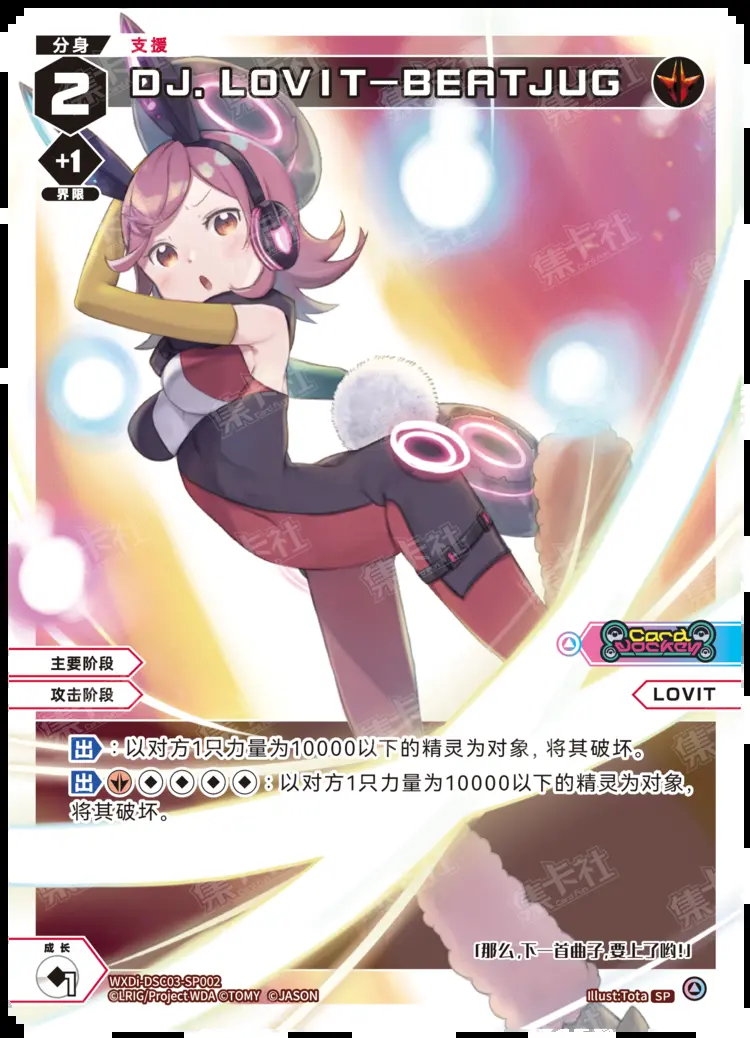 分身 支援
2
DJ. LOVIT－BEATJUG
+1
界限
集卡社
主要阶段
攻击阶段
Card Jockey
LOVIT
出：以对方1只力量为10000以下的精灵为对象，将其破坏。
出：以对方1只力量为10000以下的精灵为对象，
将其破坏。
「那么，下一首曲子，要上了哟！」
成长
1
WXDi-DSC03-SP002
©LRIG/Project WDA ©TOMY ©JASON
Illust:Tota SP